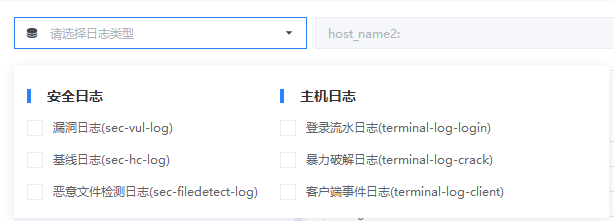 请选择日志类型
host_name2:
安全日志
漏洞日志(sec-vul-log)
基线日志(sec-hc-log)
恶意文件检测日志(sec-filedetect-log)
主机日志
登录流水日志(terminal-log-login)
暴力破解日志(terminal-log-crack)
客户端事件日志(terminal-log-client)